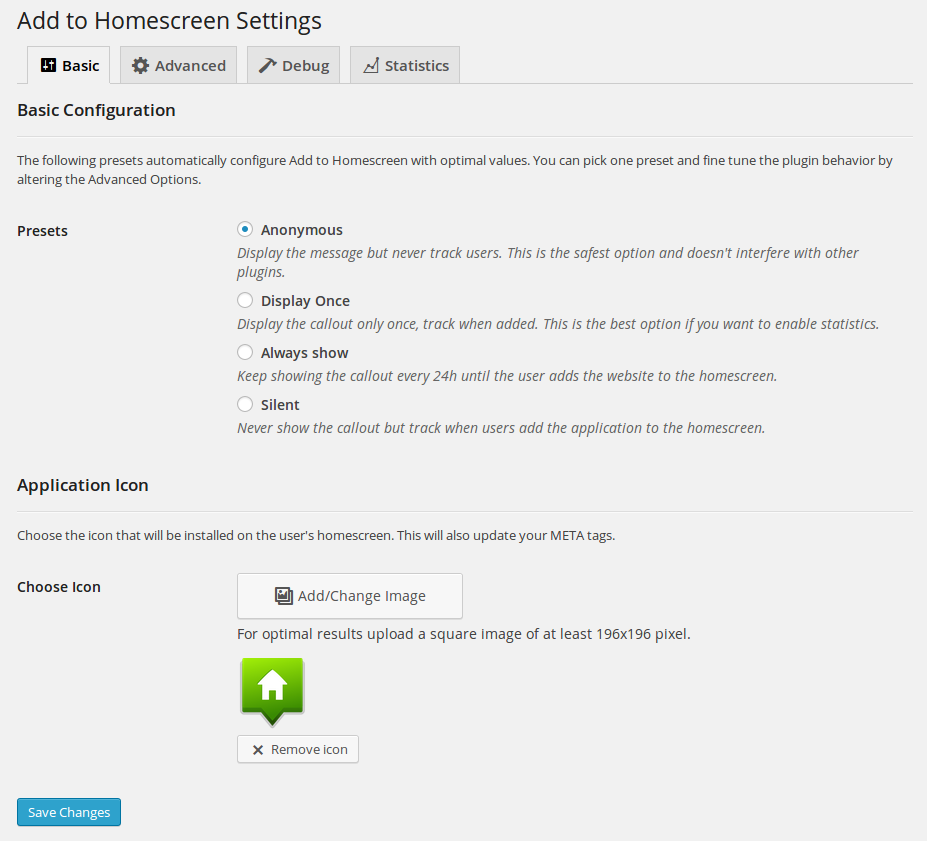 Add to Homescreen Settings
Basic Advanced Debug Statistics
Basic Configuration
The following presets automatically configure Add to Homescreen with optimal values. You can pick one preset and fine tune the plugin behavior by
altering the Advanced Options.
Presets
Anonymous
Display the message but never track users. This is the safest option and doesn't interfere with other
plugins.
Display Once
Display the callout only once, track when added. This is the best option if you want to enable statistics.
Always show
Keep showing the callout every 24h until the user adds the website to the homescreen.
Silent
Never show the callout but track when users add the application to the homescreen.
Application Icon
Choose the icon that will be installed on the user's homescreen. This will also update your META tags.
Choose Icon
Add/Change Image
For optimal results upload a square image of at least 196x196 pixel.
Remove icon
Save Changes